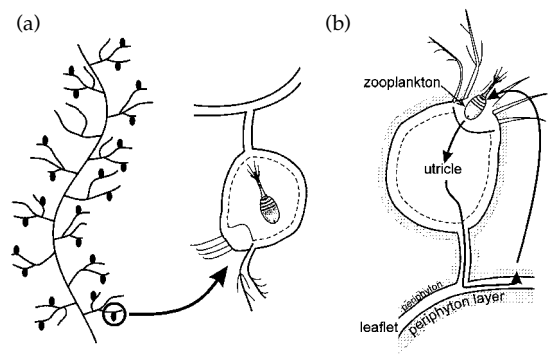 (a)
(b)
zooplankton
utricle
periphyton
leaflet
periphyton layer